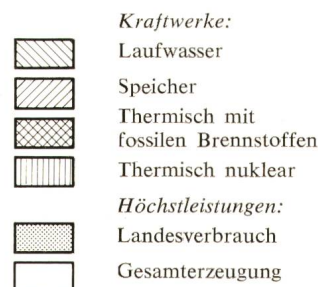 Kraftwerke:
Laufwasser
Speicher
Thermisch mit
fossilen Brennstoffen
Thermisch nuklear
Höchstleistungen:
Landesverbrauch
Gesamterzeugung